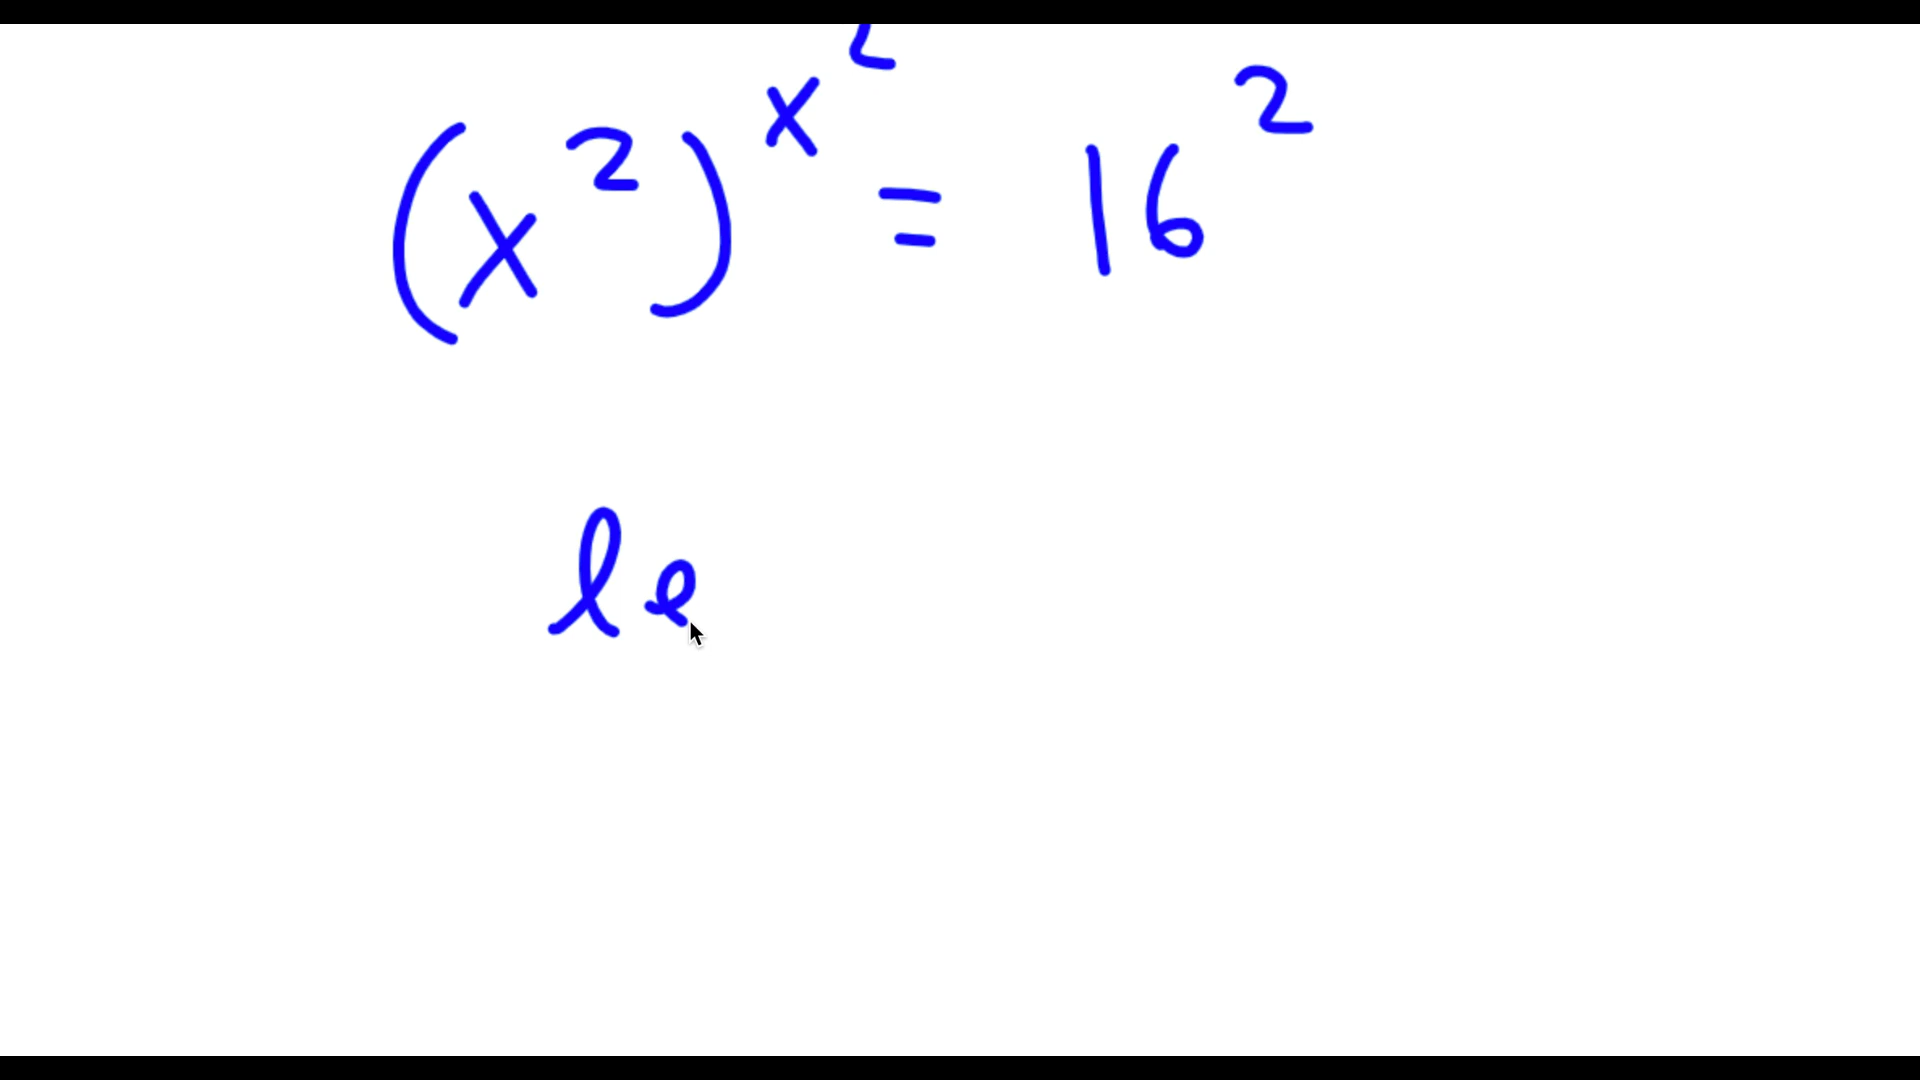 (x²)^x² = 16²
le